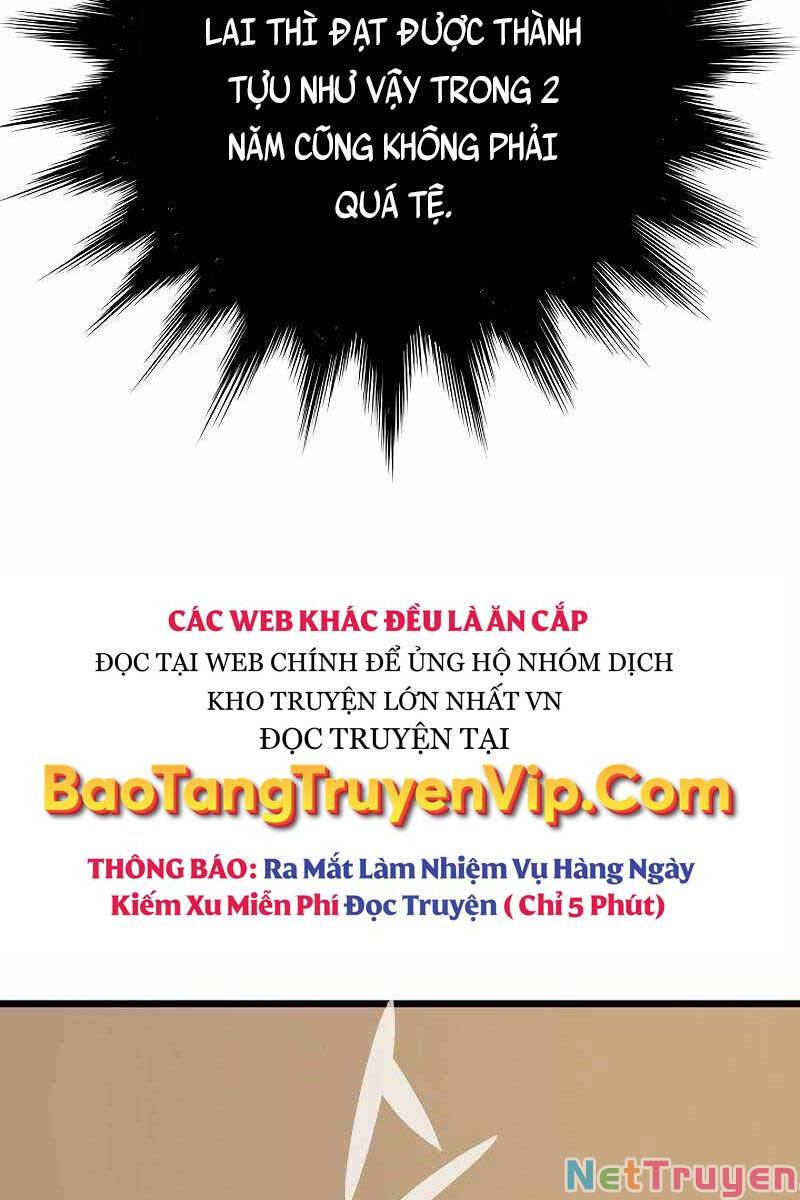 LAI THÌ ĐẠT ĐƯỢC THÀNH
TỰU NHƯ VẬY TRONG 2
NĂM CŨNG KHÔNG PHẢI
QUÁ TỆ.
CÁC WEB KHÁC ĐỀU LÀ ĂN CẮP
ĐỌC TẠI WEB CHÍNH ĐỂ ỦNG HỘ NHÓM DỊCH
KHO TRUYỆN LỚN NHẤT VN
ĐỌC TRUYỆN TẠI
BaoTangTruyenVip.Com
THÔNG BÁO: Ra Mắt Làm Nhiệm Vụ Hàng Ngày
Kiếm Xu Miễn Phí Đọc Truyện ( Chỉ 5 Phút)
NetTruyen